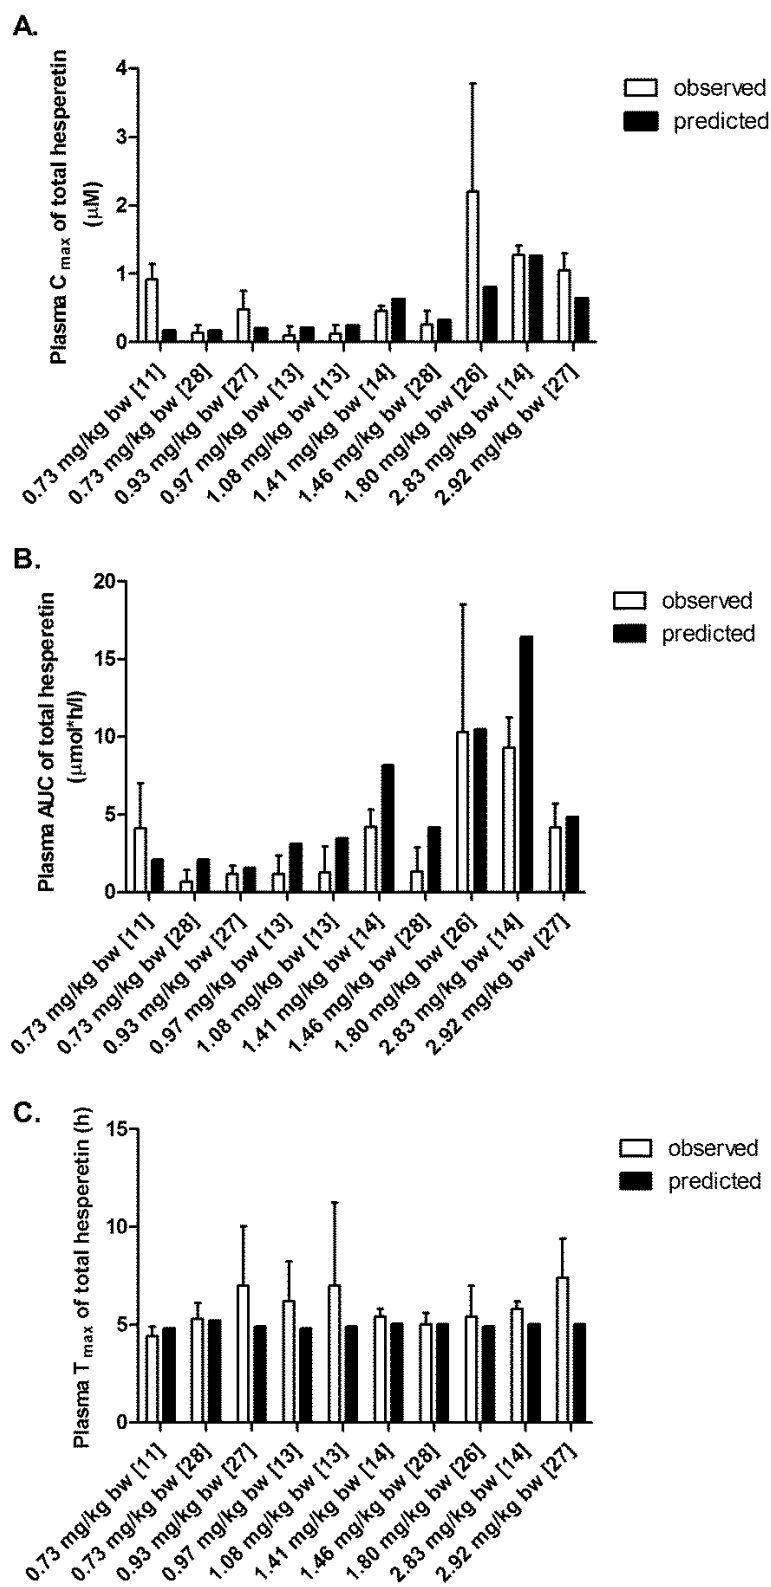 A.
Plasma C max of total hesperetin
(μM)
4
3
2
1
0
observed
predicted
0.73 mg/kg bw [11]
0.73 mg/kg bw [28]
0.93 mg/kg bw [27]
0.97 mg/kg bw [13]
1.08 mg/kg bw [13]
1.41 mg/kg bw [14]
1.46 mg/kg bw [28]
1.80 mg/kg bw [26]
2.83 mg/kg bw [14]
2.92 mg/kg bw [27]
B.
Plasma AUC of total hesperetin
(μmol*h/l)
20
15
10
5
0
observed
predicted
0.73 mg/kg bw [11]
0.73 mg/kg bw [28]
0.93 mg/kg bw [27]
0.97 mg/kg bw [13]
1.08 mg/kg bw [13]
1.41 mg/kg bw [14]
1.46 mg/kg bw [28]
1.80 mg/kg bw [26]
2.83 mg/kg bw [14]
2.92 mg/kg bw [27]
C.
Plasma T max of total hesperetin (h)
15
10
5
0
observed
predicted
0.73 mg/kg bw [11]
0.73 mg/kg bw [28]
0.93 mg/kg bw [27]
0.97 mg/kg bw [13]
1.08 mg/kg bw [13]
1.41 mg/kg bw [14]
1.46 mg/kg bw [28]
1.80 mg/kg bw [26]
2.83 mg/kg bw [14]
2.92 mg/kg bw [27]